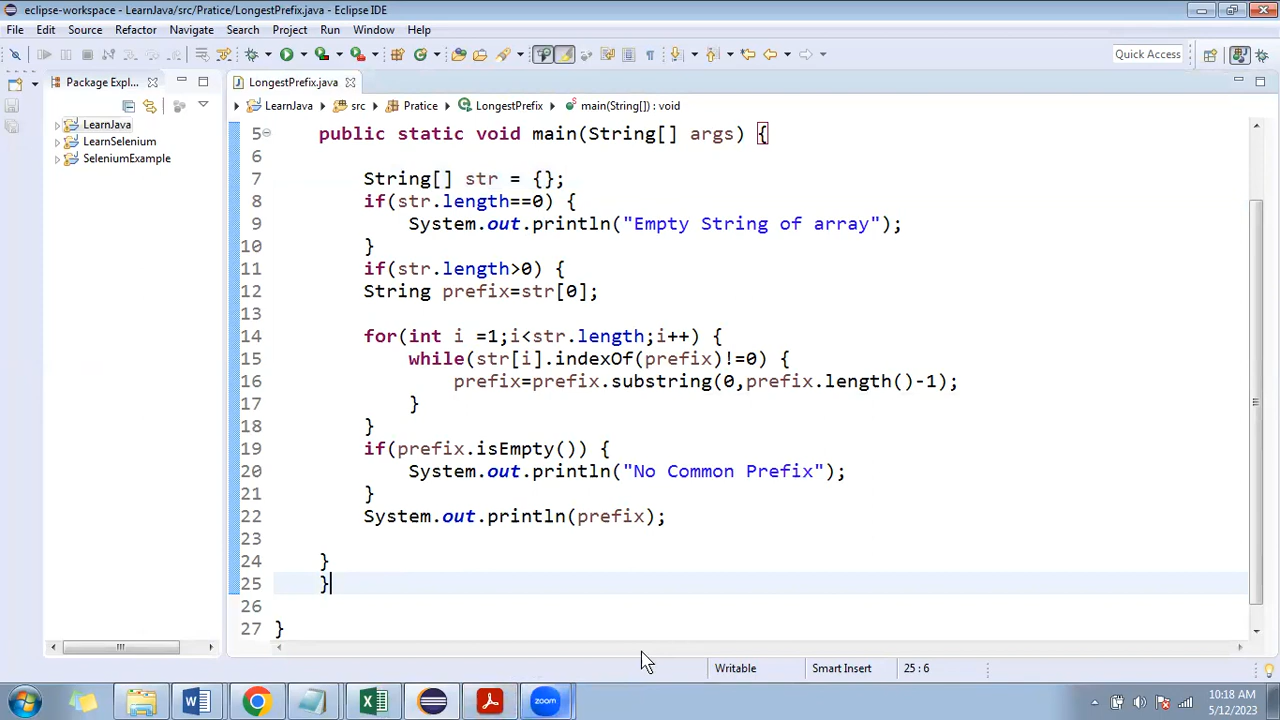 eclipse-workspace - LearnJava/src/Pratice/LongestPrefix.java - Eclipse IDE
File Edit Source Refactor Navigate Search Project Run Window Help
Quick Access
Package Expl...
LongestPrefix.java
LearnJava src Pratice LongestPrefix main(String[]) : void
LearnJava
LearnSelenium
SeleniumExample
5 public static void main(String[] args) {
6
7 String[] str = {};
8 if(str.length==0) {
9 System.out.println("Empty String of array");
10 }
11 if(str.length>0) {
12 String prefix=str[0];
13
14 for(int i =1;i<str.length;i++) {
15 while(str[i].indexOf(prefix)!=0) {
16 prefix=prefix.substring(0,prefix.length()-1);
17 }
18 }
19 if(prefix.isEmpty()) {
20 System.out.println("No Common Prefix");
21 }
22 System.out.println(prefix);
23
24 }
25 }
26
27 }
Writable Smart Insert 25 : 6
zoom
10:18 AM
5/12/2023